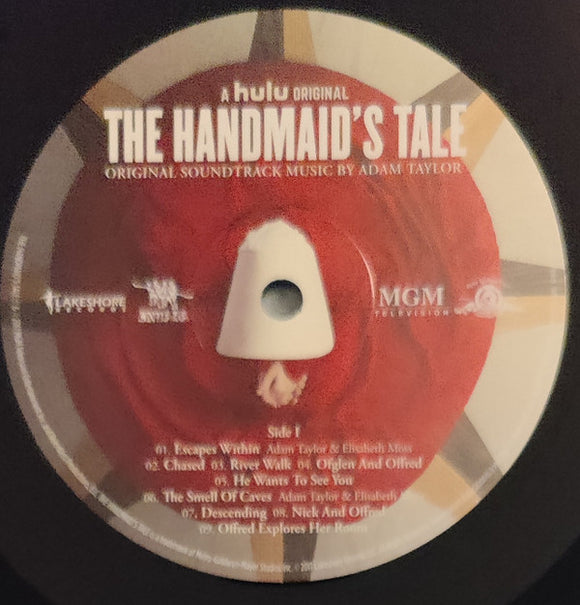 A hulu ORIGINAL
THE HANDMAID'S TALE
ORIGINAL SOUNDTRACK MUSIC BY ADAM TAYLOR
LAKESHORE
RECORDS
MGM
TELEVISION
Side 1
01. Escapes Within Adam Taylor & Elisabeth Moss
02. Chased 03. River Walk 04. Ofglen And Offred
05. He Wants To See You
06. The Smell Of Caves Adam Taylor & Elisabeth
07. Descending 08. Nick And Offred
09. Offred Explores Her Room